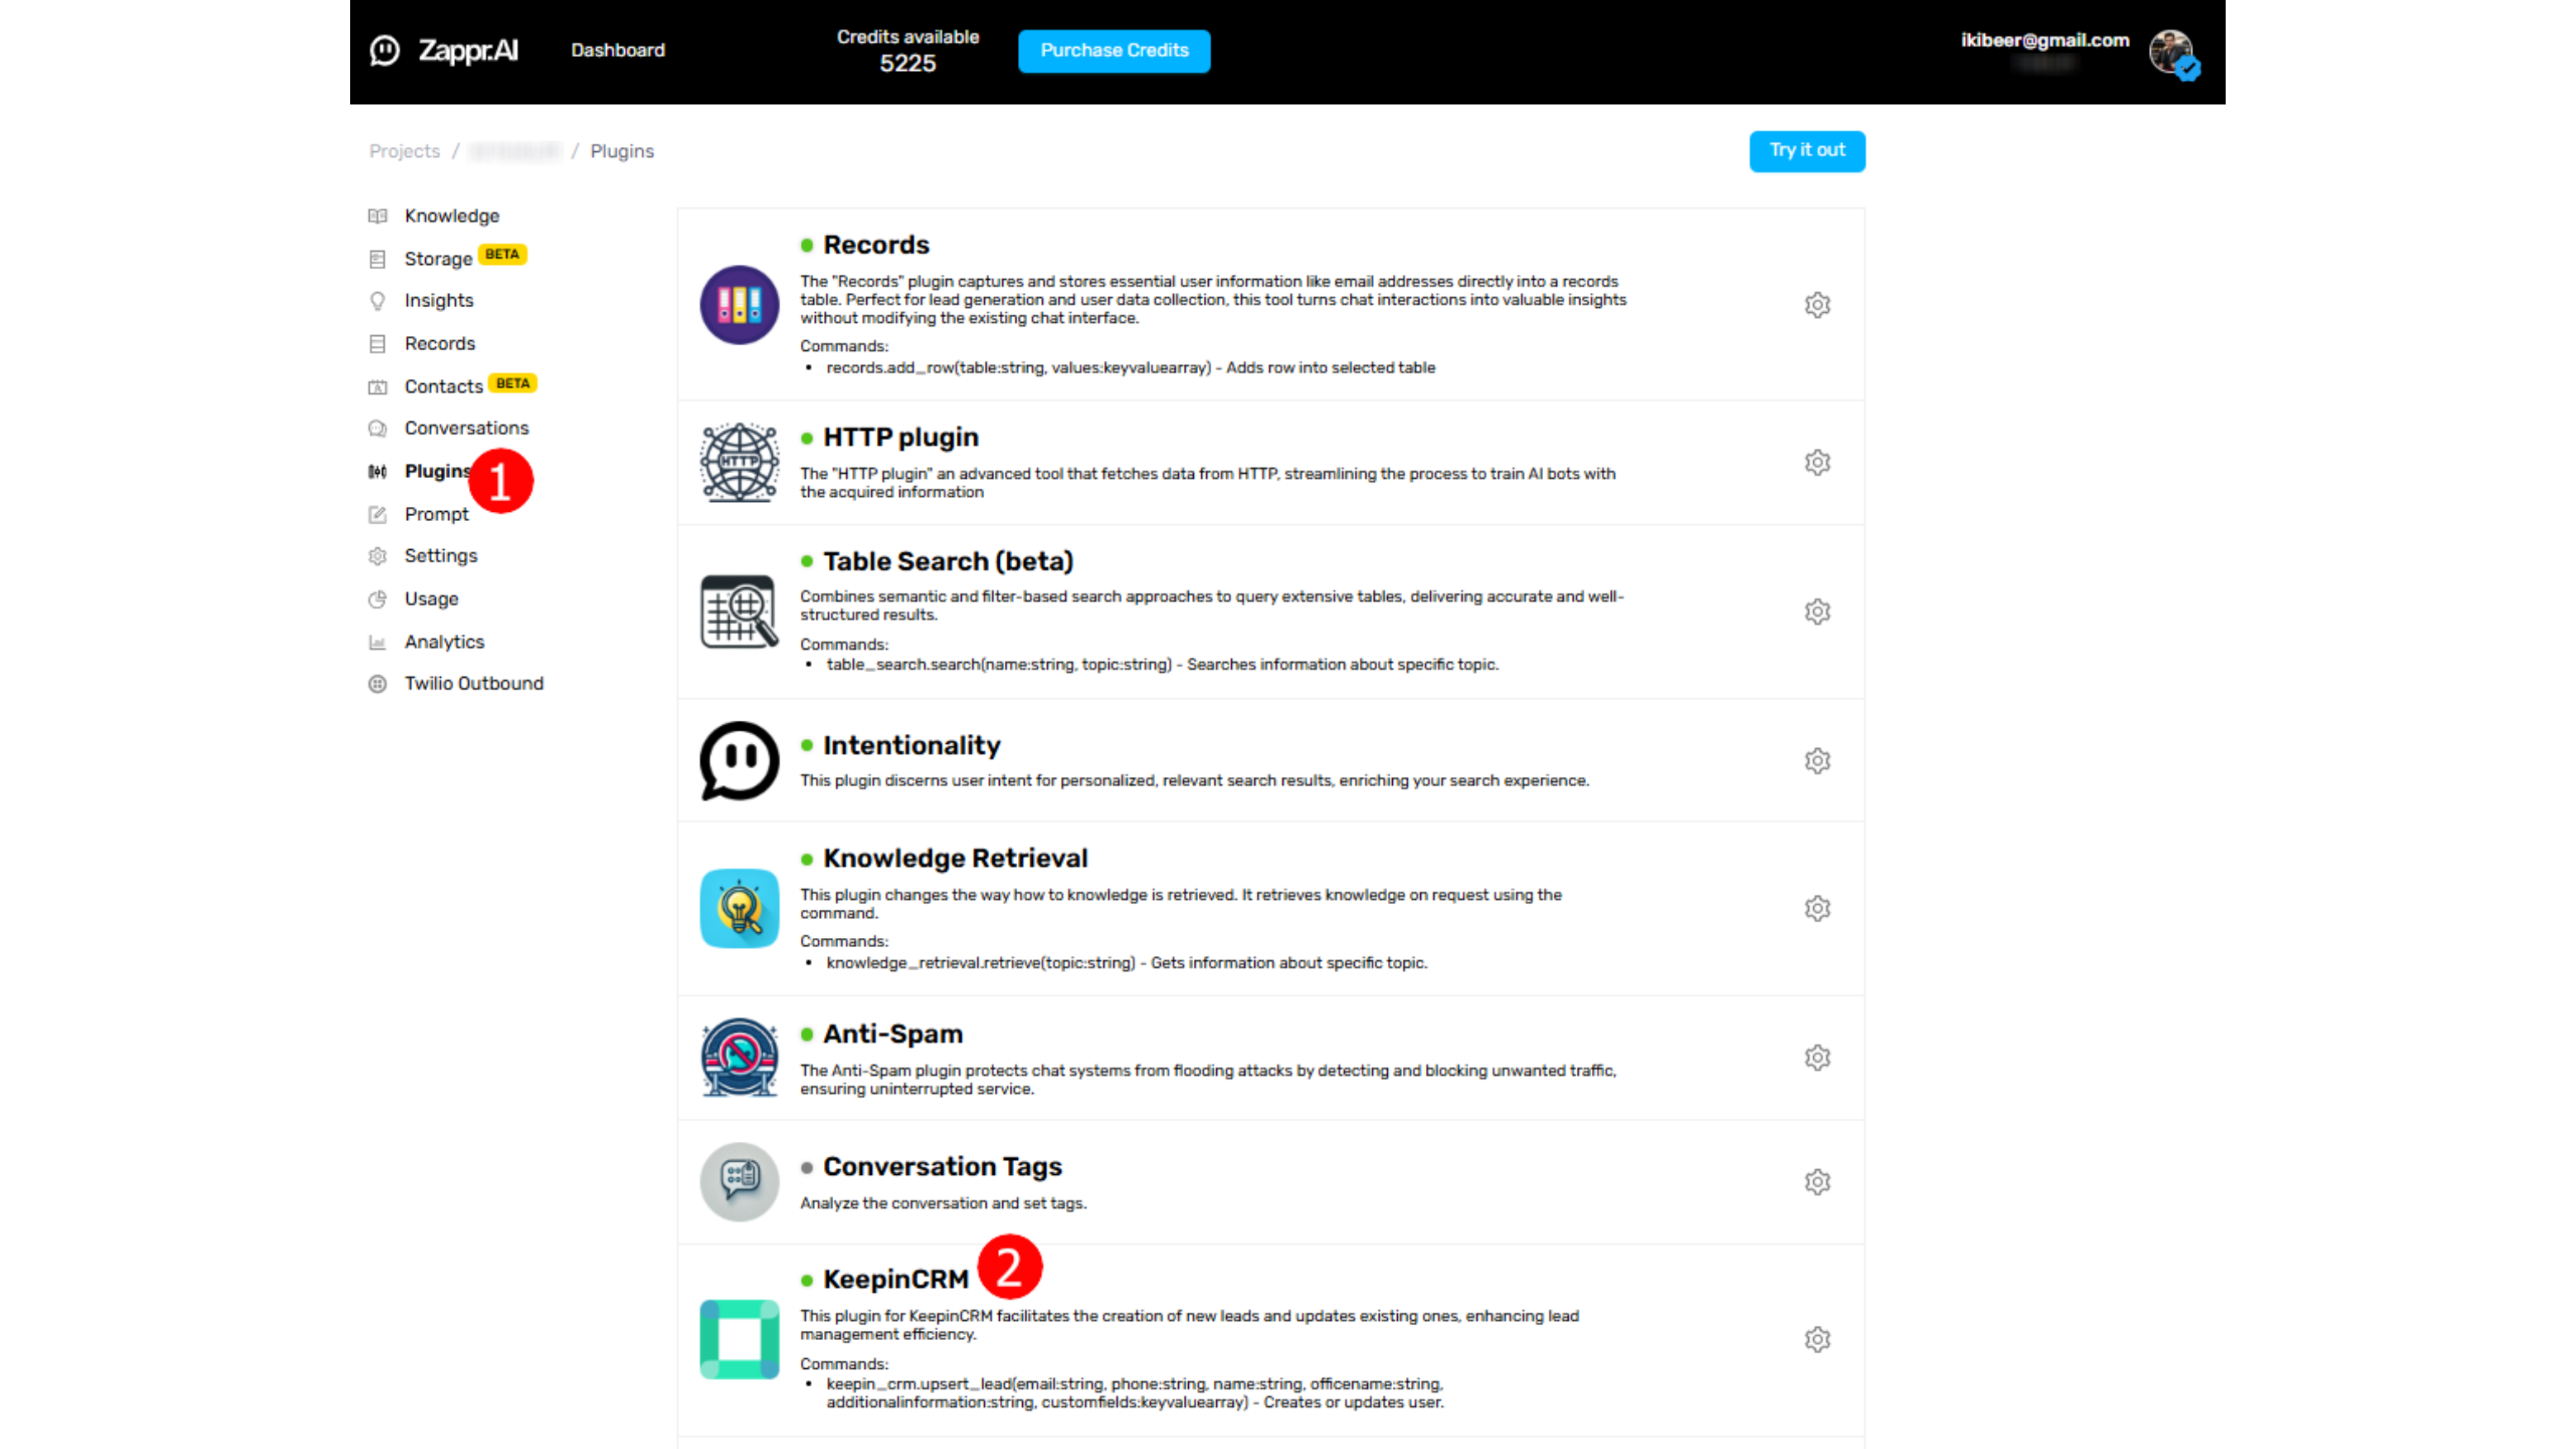 Zappr.AI
Dashboard
Credits available
5225
Purchase Credits
ikibeer@gmail.com
Projects / / Plugins
Try it out
Knowledge
Storage BETA
Insights
Records
Contacts BETA
Conversations
Plugins
1
Prompt
Settings
Usage
Analytics
Twilio Outbound
Records
The "Records" plugin captures and stores essential user information like email addresses directly into a records
table. Perfect for lead generation and user data collection, this tool turns chat interactions into valuable insights
without modifying the existing chat interface.
Commands:
• records.add_row(table:string, values:keyvaluearray) - Adds row into selected table
HTTP
HTTP plugin
The "HTTP plugin" an advanced tool that fetches data from HTTP, streamlining the process to train AI bots with
the acquired information
Table Search (beta)
Combines semantic and filter-based search approaches to query extensive tables, delivering accurate and well-
structured results.
Commands:
• table_search.search(name:string, topic:string) - Searches information about specific topic.
Intentionality
This plugin discerns user intent for personalized, relevant search results, enriching your search experience.
Knowledge Retrieval
This plugin changes the way how to knowledge is retrieved. It retrieves knowledge on request using the
command.
Commands:
• knowledge_retrieval.retrieve(topic:string) - Gets information about specific topic.
Anti-Spam
The Anti-Spam plugin protects chat systems from flooding attacks by detecting and blocking unwanted traffic,
ensuring uninterrupted service.
Conversation Tags
Analyze the conversation and set tags.
KeepinCRM
2
This plugin for KeepinCRM facilitates the creation of new leads and updates existing ones, enhancing lead
management efficiency.
Commands:
• keepin_crm.upsert_lead(email:string, phone:string, name:string, officename:string,
additionalinformation:string, customfields:keyvaluearray) - Creates or updates user.